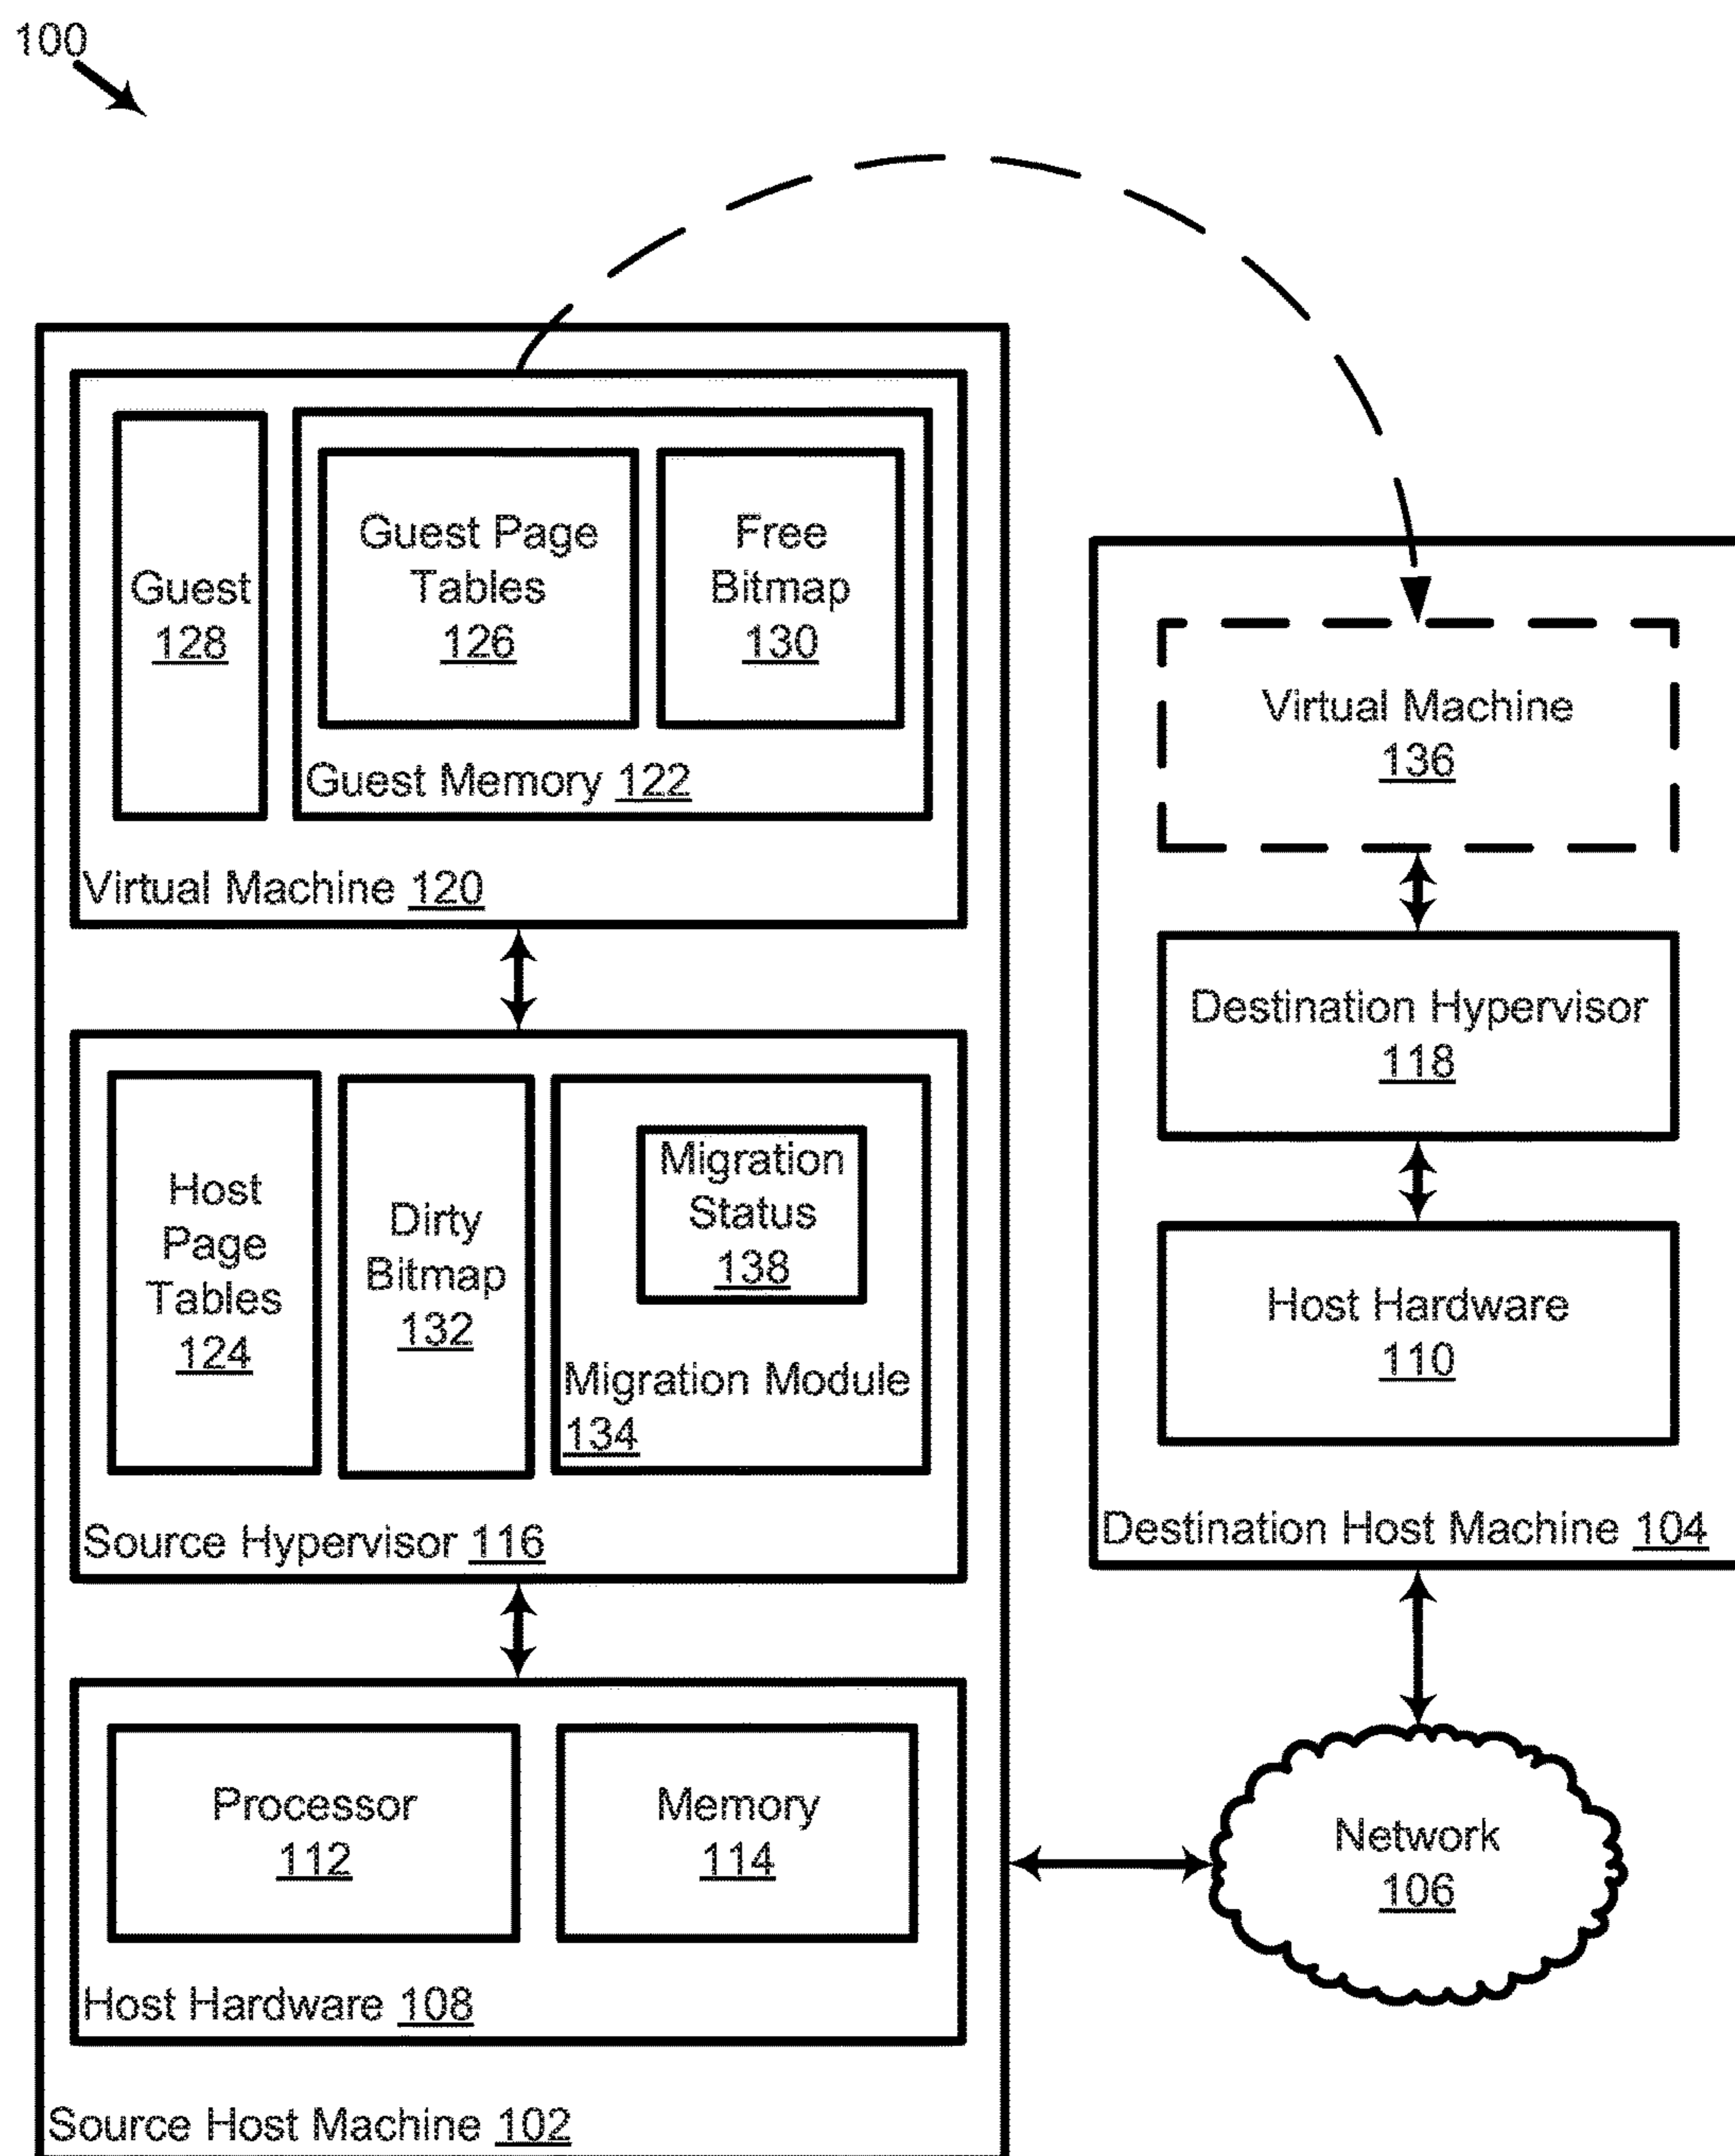 100
Guest
128
Guest Page
Tables
126
Free
Bitmap
130
Guest Memory 122
Virtual Machine 120
Host
Page
Tables
124
Dirty
Bitmap
132
Migration
Status
138
Migration Module
134
Source Hypervisor 116
Processor
112
Memory
114
Host Hardware 108
Source Host Machine 102
Virtual Machine
136
Destination Hypervisor
118
Host Hardware
110
Destination Host Machine 104
Network
106